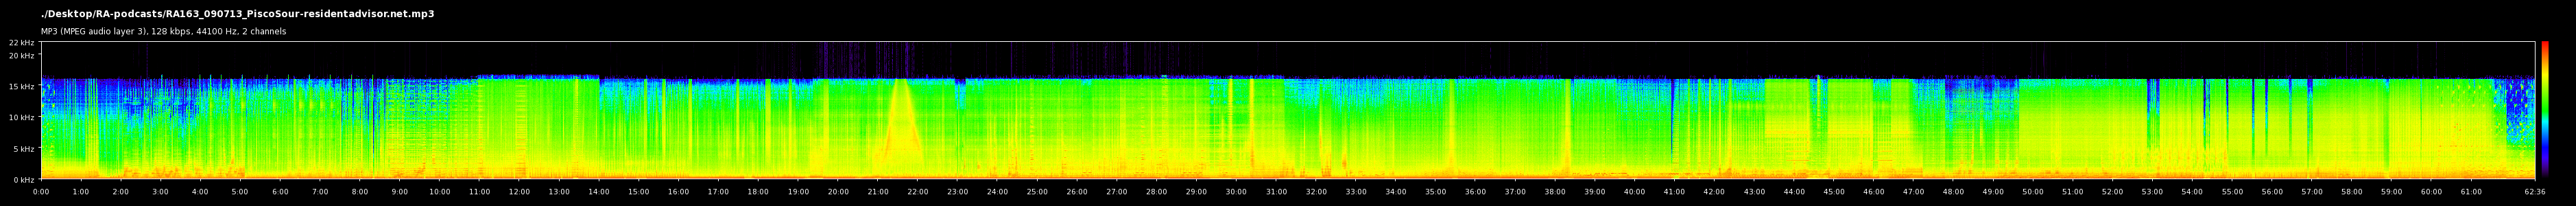 ./Desktop/RA-podcasts/RA163_090713_PiscoSour-residentadvisor.net.mp3
MP3 (MPEG audio layer 3), 128 kbps, 44100 Hz, 2 channels
22 kHz
20 kHz
15 kHz
10 kHz
5 kHz
0 kHz
0:00 1:00 2:00 3:00 4:00 5:00 6:00 7:00 8:00 9:00 10:00 11:00 12:00 13:00 14:00 15:00 16:00 17:00 18:00 19:00 20:00 21:00 22:00 23:00 24:00 25:00 26:00 27:00 28:00 29:00 30:00 31:00 32:00 33:00 34:00 35:00 36:00 37:00 38:00 39:00 40:00 41:00 42:00 43:00 44:00 45:00 46:00 47:00 48:00 49:00 50:00 51:00 52:00 53:00 54:00 55:00 56:00 57:00 58:00 59:00 60:00 61:00 62:36